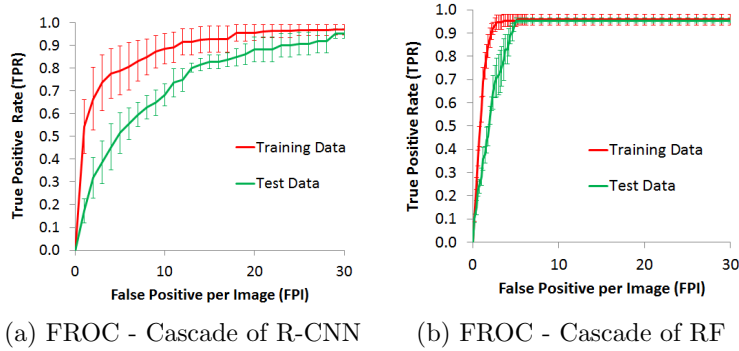 1.0
0.9
0.8
0.7
0.6
0.5
0.4
0.3
0.2
0.1
0.0
True Positive Rate (TPR)
Training Data
Test Data
0 10 20 30
False Positive per Image (FPI)
(a) FROC - Cascade of R-CNN
1.0
0.9
0.8
0.7
0.6
0.5
0.4
0.3
0.2
0.1
0.0
True Positive Rate (TPR)
Training Data
Test Data
0 10 20 30
False Positive per Image (FPI)
(b) FROC - Cascade of RF